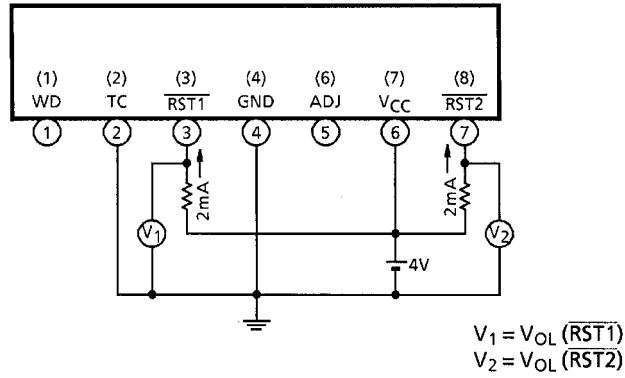 (1) (2) (3) (4) (6) (7) (8)
WD TC RST1 GND ADJ VCC RST2
1 2 3 4 5 6 7
2mA 2mA
V1 V2
4V
V1 = VOL (RST1)
V2 = VOL (RST2)